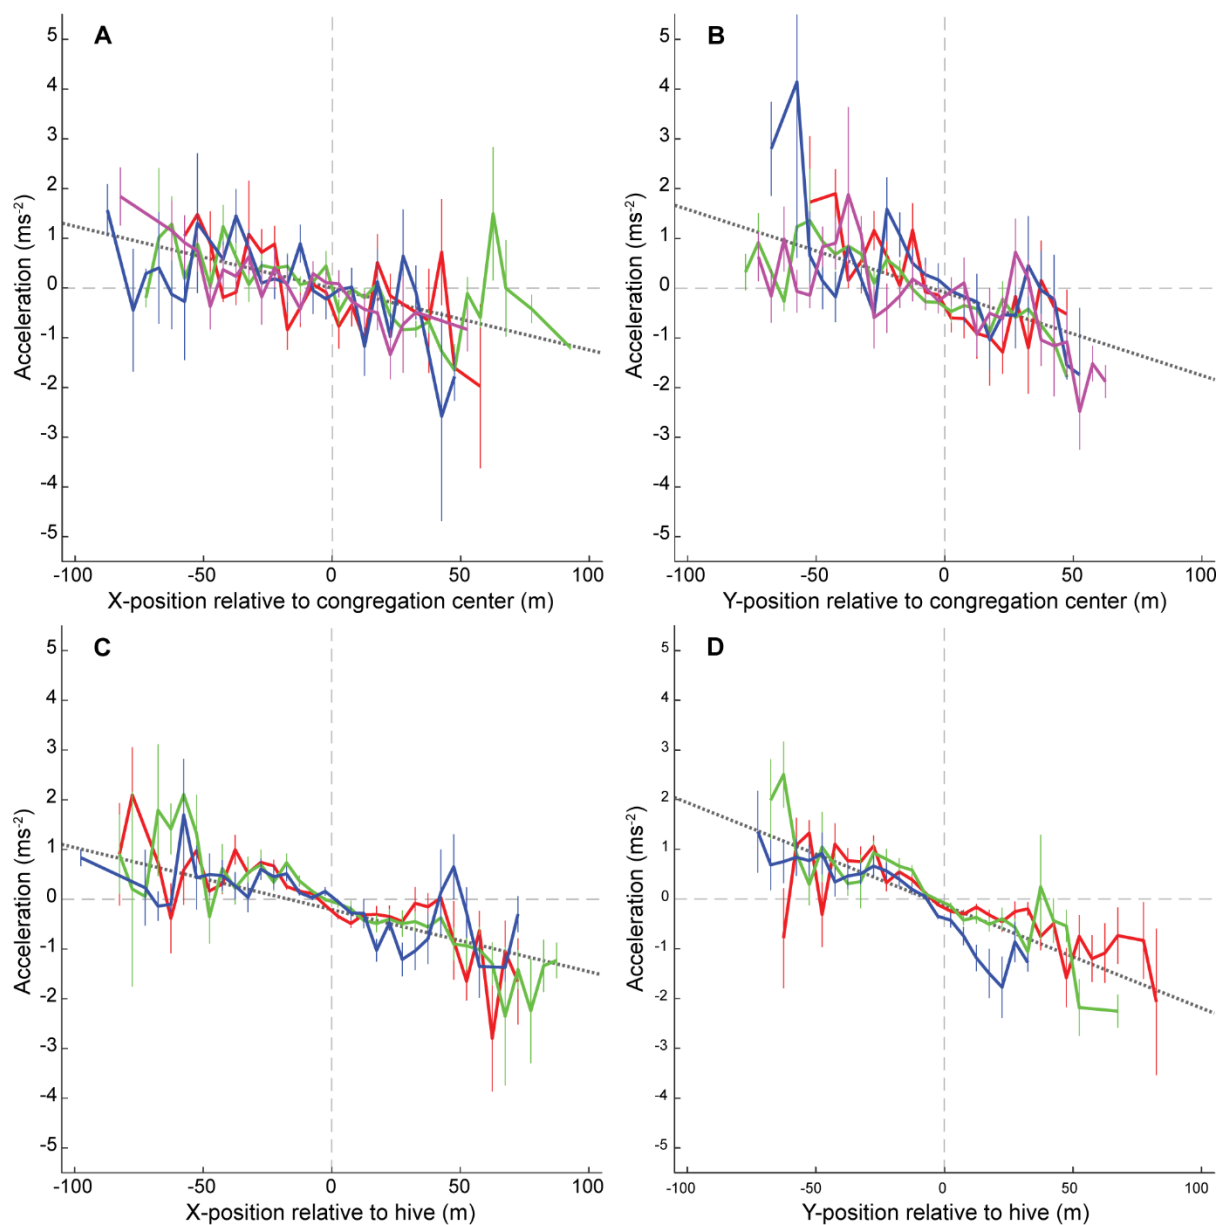 A
5
4
3
2
1
0
-1
-2
-3
-4
-5
Acceleration (ms-2)
-100 -50 0 50 100
X-position relative to congregation center (m)
B
5
4
3
2
1
0
-1
-2
-3
-4
-5
Acceleration (ms-2)
-100 -50 0 50 100
Y-position relative to congregation center (m)
C
5
4
3
2
1
0
-1
-2
-3
-4
-5
Acceleration (ms-2)
-100 -50 0 50 100
X-position relative to hive (m)
D
5
4
3
2
1
0
-1
-2
-3
-4
-5
Acceleration (ms-2)
-100 -50 0 50 100
Y-position relative to hive (m)